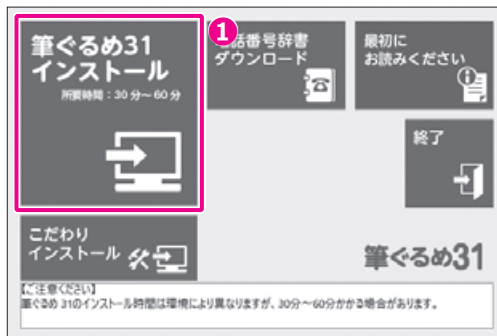 筆ぐるめ31
インストール
所要時間：30分～60分
1
話番号辞書
ダウンロード
最初に
お読みください
終了
こだわり
インストール
筆ぐるめ31
【ご注意ください】
筆ぐるめ 31のインストール時間は環境により異なりますが、30分～60分かかる場合があります。